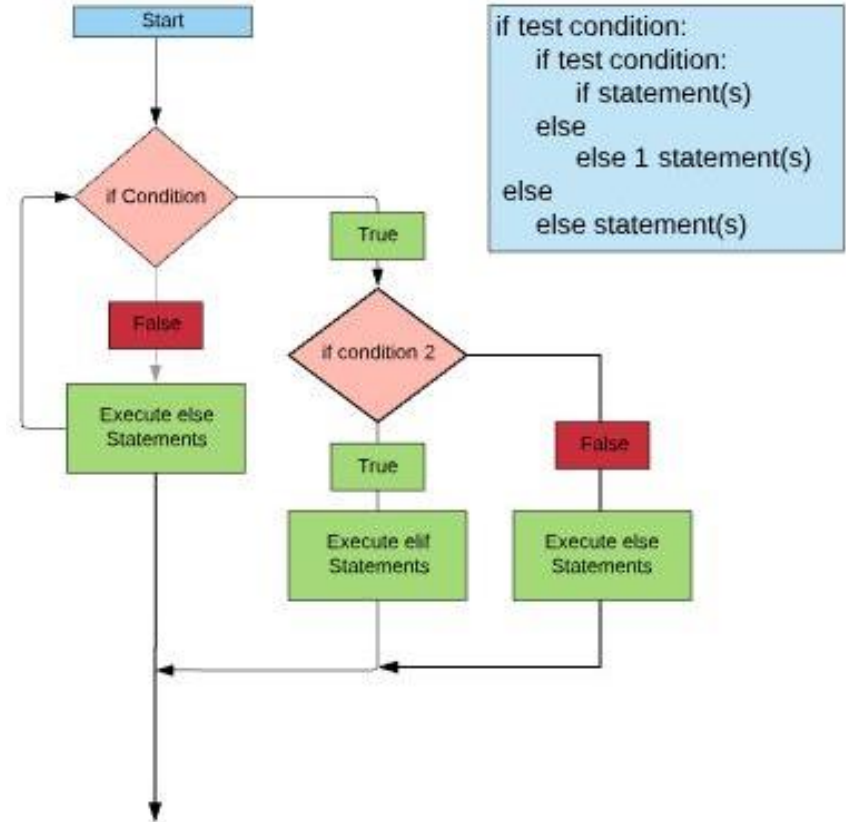 Start
if test condition:
if test condition:
if statement(s)
else
else 1 statement(s)
else
else statement(s)
if Condition
True
False
if condition 2
Execute else
Statements
True
False
Execute elif
Statements
Execute else
Statements